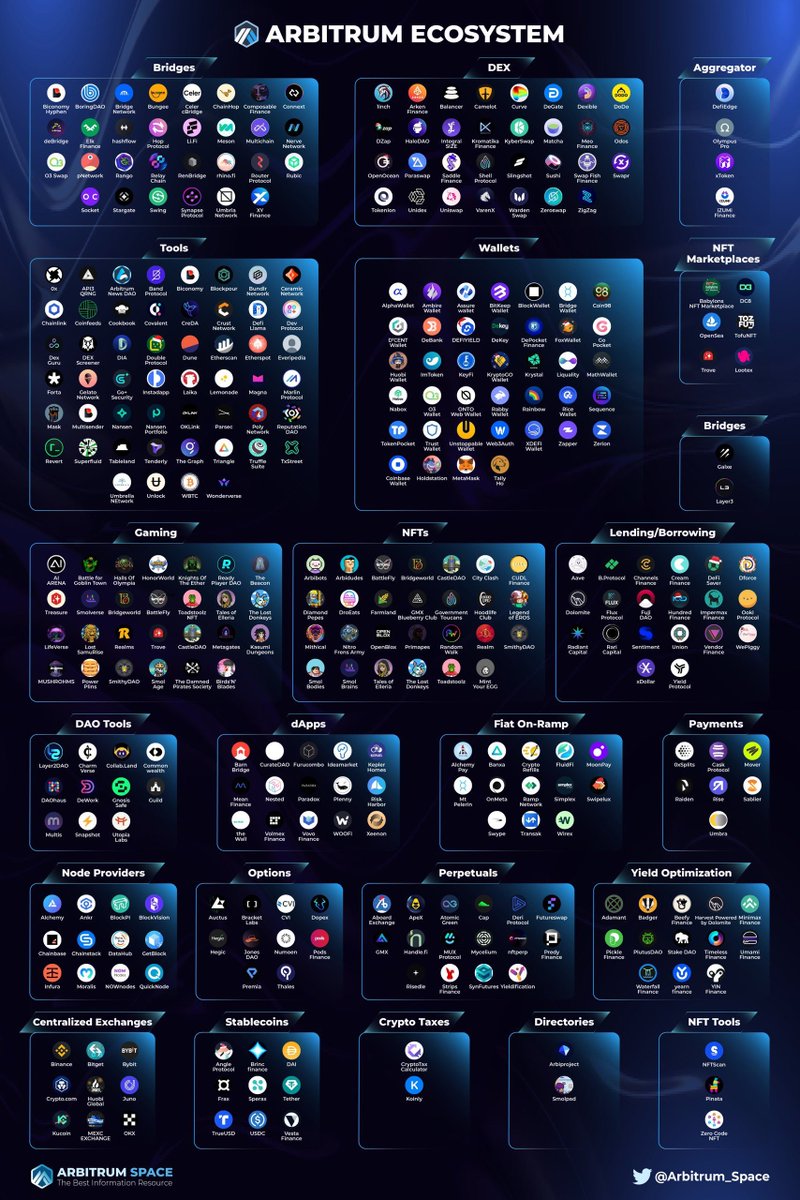 ARBITRUM ECOSYSTEM
Bridges
Biconomy Hyphen
BoringDAO
Bridge Network
Bungee
Celer cBridge
ChainHop
Composable Finance
Connext
deBridge
Elk Finance
hashflow
Hop Protocol
Li.Fi
Meson
Multichain
Nerve Network
O3 Swap
pNetwork
Rango
Relay Chain
RenBridge
rhino.fi
Router Protocol
Rubic
Socket
Stargate
Swing
Synapse Protocol
Umbria Network
XY Finance
DEX
1inch
Arken Finance
Balancer
Camelot
Curve
DeGate
Dexible
DoDo
DZap
HaloDAO
Integral SIZE
Kromatika Finance
KyberSwap
Matcha
Meo Finance
Odos
OpenOcean
Paraswap
Saddle Finance
Shell Protocol
Slingshot
Sushi
Swap Fish Finance
Swapr
Tokenlon
Unidex
Uniswap
VarenX
Warden Swap
Zeroswap
ZigZag
Aggregator
DefiEdge
Olympus Pro
xToken
IZUMI Finance
Tools
0x
API3 QRNG
Arbitrum News DAO
Band Protocol
Biconomy
Blockpour
Bundlr Network
Ceramic Network
Chainlink
Coinfeeds
Cookbook
Covalent
CreDA
Crust Network
Defi Llama
Dev Protocol
Dex Guru
DEX Screener
DIA
Double Protocol
Dune
Etherscan
Etherspot
Everipedia
Forta
Gelato Network
Go+ Security
Instadapp
Laika
Lemonade
Magna
Marlin Protocol
Mask
Multisender
Nansen
Nansen Portfolio
OKLink
Parsec
Poly Network
Reputation DAO
Revert
Superfluid
Tableland
Tenderly
The Graph
Triangle
Truffle Suite
TxStreet
Umbrella NEtwork
Unlock
WBTC
Wonderverse
Wallets
AlphaWallet
Ambire Wallet
Assure wallet
BitKeep Wallet
BlockWallet
Bridge Wallet
Coin98
D'CENT Wallet
DeBank
DEFIYIELD
DeKey
DePocket Finance
FoxWallet
Go Pocket
Huobi Wallet
ImToken
KeyFi
KryptoGO Wallet
Krystal
Liquality
MathWallet
Nabox
O3 Wallet
ONTO Web Wallet
Rabby Wallet
Rainbow
Rice Wallet
Sequence
TokenPocket
Trust Wallet
Unstoppable Wallet
Web3Auth
XDEFI Wallet
Zapper
Zerion
Coinbase Wallet
Holdstation
MetaMask
Tally Ho
NFT Marketplaces
Babylons NFT Marketplace
DG8
OpenSea
TofuNFT
Trove
Lootex
Bridges
Galxe
Layer3
Gaming
AI ARENA
Battle for Goblin Town
Halls Of Olympia
HonorWorld
Knights Of The Ether
Ready Player DAO
The Beacon
Treasure
Smolverse
Bridgeworld
BattleFly
Toadstoolz NFT
Tales of Elleria
The Lost Donkeys
LifeVerse
Lost SamuRise
Realms
Trove
CastleDAO
Metagates
Kasumi Dungeons
MUSHROHMS
Power Plins
SmithyDAO
Smol Age
The Damned Pirates Society
Birds N' Blades
NFTs
Arbibots
Arbidudes
BattleFly
Bridgeworld
CastleDAO
City Clash
CUDL Finance
Diamond Pepes
DroEats
Farmland
GMX Blueberry Club
Government Toucans
Hoodlife Club
Legend of EROS
Mithical
Nitro Frens Army
OpenBlox
Primapes
Random Walk
Realm
SmithyDAO
Smol Bodies
Smol Brains
Tales of Elleria
The Lost Donkeys
Toadstoolz
Mint Your EGG
Lending/Borrowing
Aave
B.Protocol
Channels Finance
Cream Finance
DeFi Saver
Dforce
Dolomite
Flux Protocol
Fuji DAO
Hundred Finance
Impermax Finance
Ooki Protocol
Radiant Capital
Rari Capital
Sentiment
Union
Vendor Finance
WePiggy
xDollar
Yield Protocol
DAO Tools
Layer2DAO
Charm Verse
Collab.Land
Common wealth
DAOhaus
DeWork
Gnosis Safe
Guild
Multis
Snapshot
Utopia Labs
dApps
Barn Bridge
CurateDAO
Furucombo
Ideamarket
Kepler Homes
Mean Finance
Nested
Paradox
Plenny
Risk Harbor
the Wall
Volmex Finance
Vovo Finance
WOOFi
Xeenon
Fiat On-Ramp
Alchemy Pay
Banxa
Crypto Refills
FluidFi
MoonPay
Mt Pelerin
OnMeta
Ramp Network
Simplex
Swipelux
Swype
Transak
Wirex
Payments
0xSplits
Cask Protocol
Mover
Raiden
Rise
Sablier
Umbra
Node Providers
Alchemy
Ankr
BlockPI
BlockVision
Chainbase
Chainstack
DataHub
GetBlock
Infura
Moralis
NOWnodes
QuickNode
Options
Auctus
Bracket Labs
CVI
Dopex
Hegic
Jones DAO
Numoen
Pods Finance
Premia
Thales
Perpetuals
Aboard Exchange
ApeX
Atomic Green
Cap
Deri Protocol
Futureswap
GMX
Handle.fi
MUX Protocol
Mycelium
nftperp
Predy Finance
Risedle
Strips Finance
SynFutures
Yieldification
Yield Optimization
Adamant
Badger
Beefy Finance
Harvest Powered by Dolomite
Minimax Finance
Pickle Finance
PlutusDAO
Stake DAO
Timeless Finance
Umami Finance
Waterfall Finance
yearn finance
YIN Finance
Centralized Exchanges
Binance
Bitget
Bybit
Crypto.com
Huobi Global
Juno
Kucoin
MEXC EXCHANGE
OKX
Stablecoins
Angle Protocol
Brinc finance
DAI
Frax
Sperax
Tether
TrueUSD
USDC
Vesta Finance
Crypto Taxes
CryptoTax Calculator
Koinly
Directories
Arbiproject
Smolpad
NFT Tools
NFTScan
Pinata
Zero Code NFT
ARBITRUM SPACE
The Best Information Resource
@Arbitrum_Space